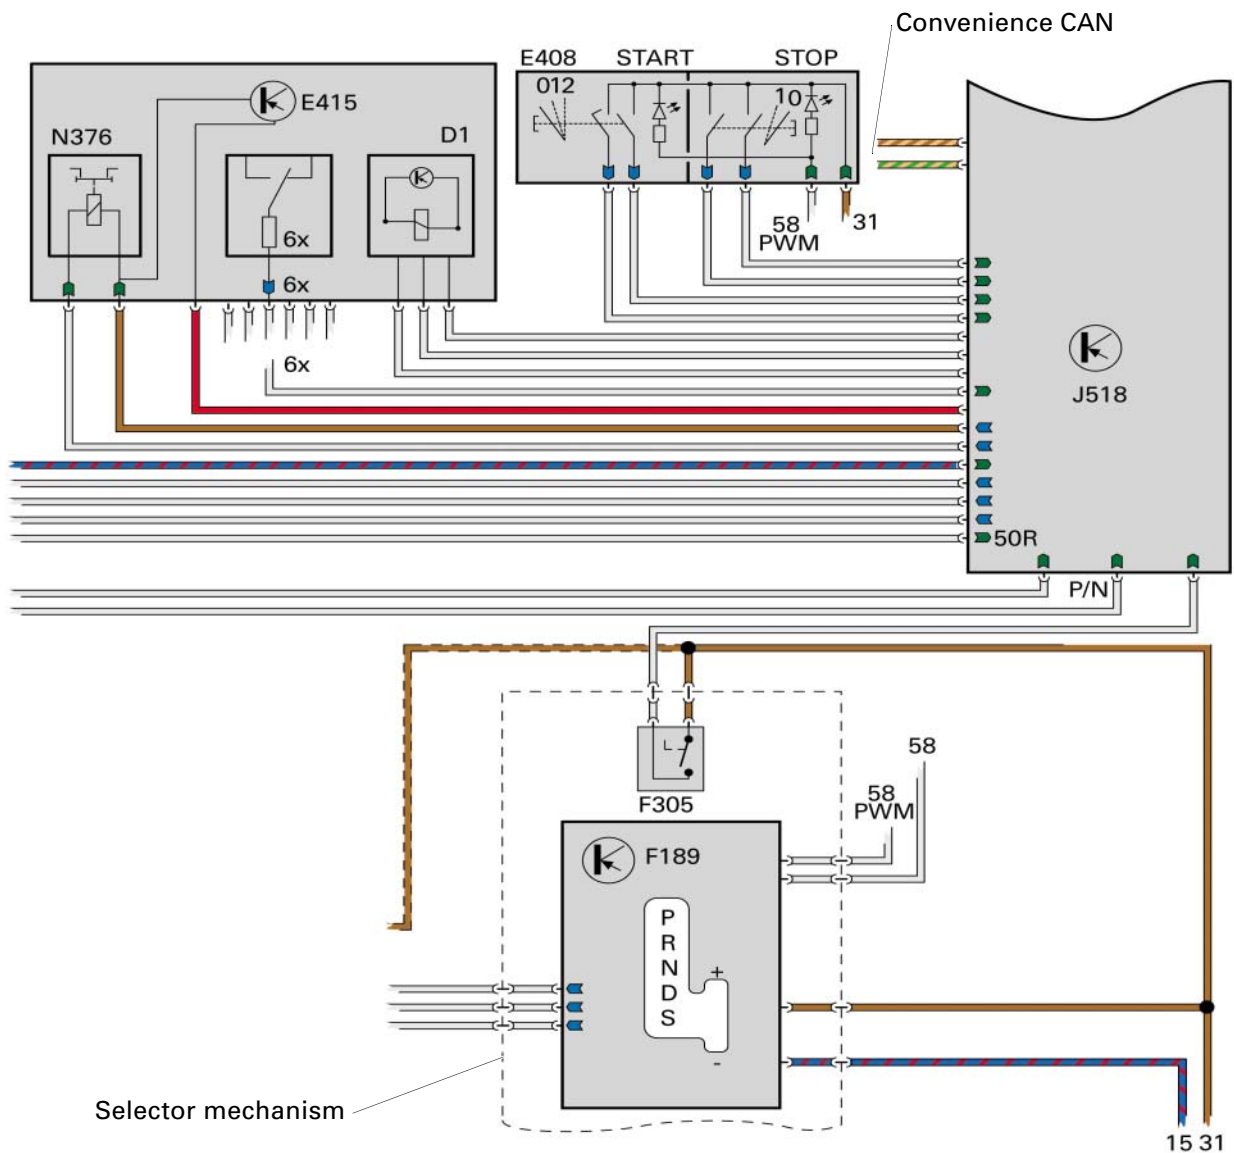 Convenience CAN
E408 START STOP
012
10
E415
N376
D1
6x
6x
6x
58
PWM
31
J518
50R
P/N
F305
58
58
PWM
F189
P
R
N
D
S
+
-
Selector mechanism
15 31